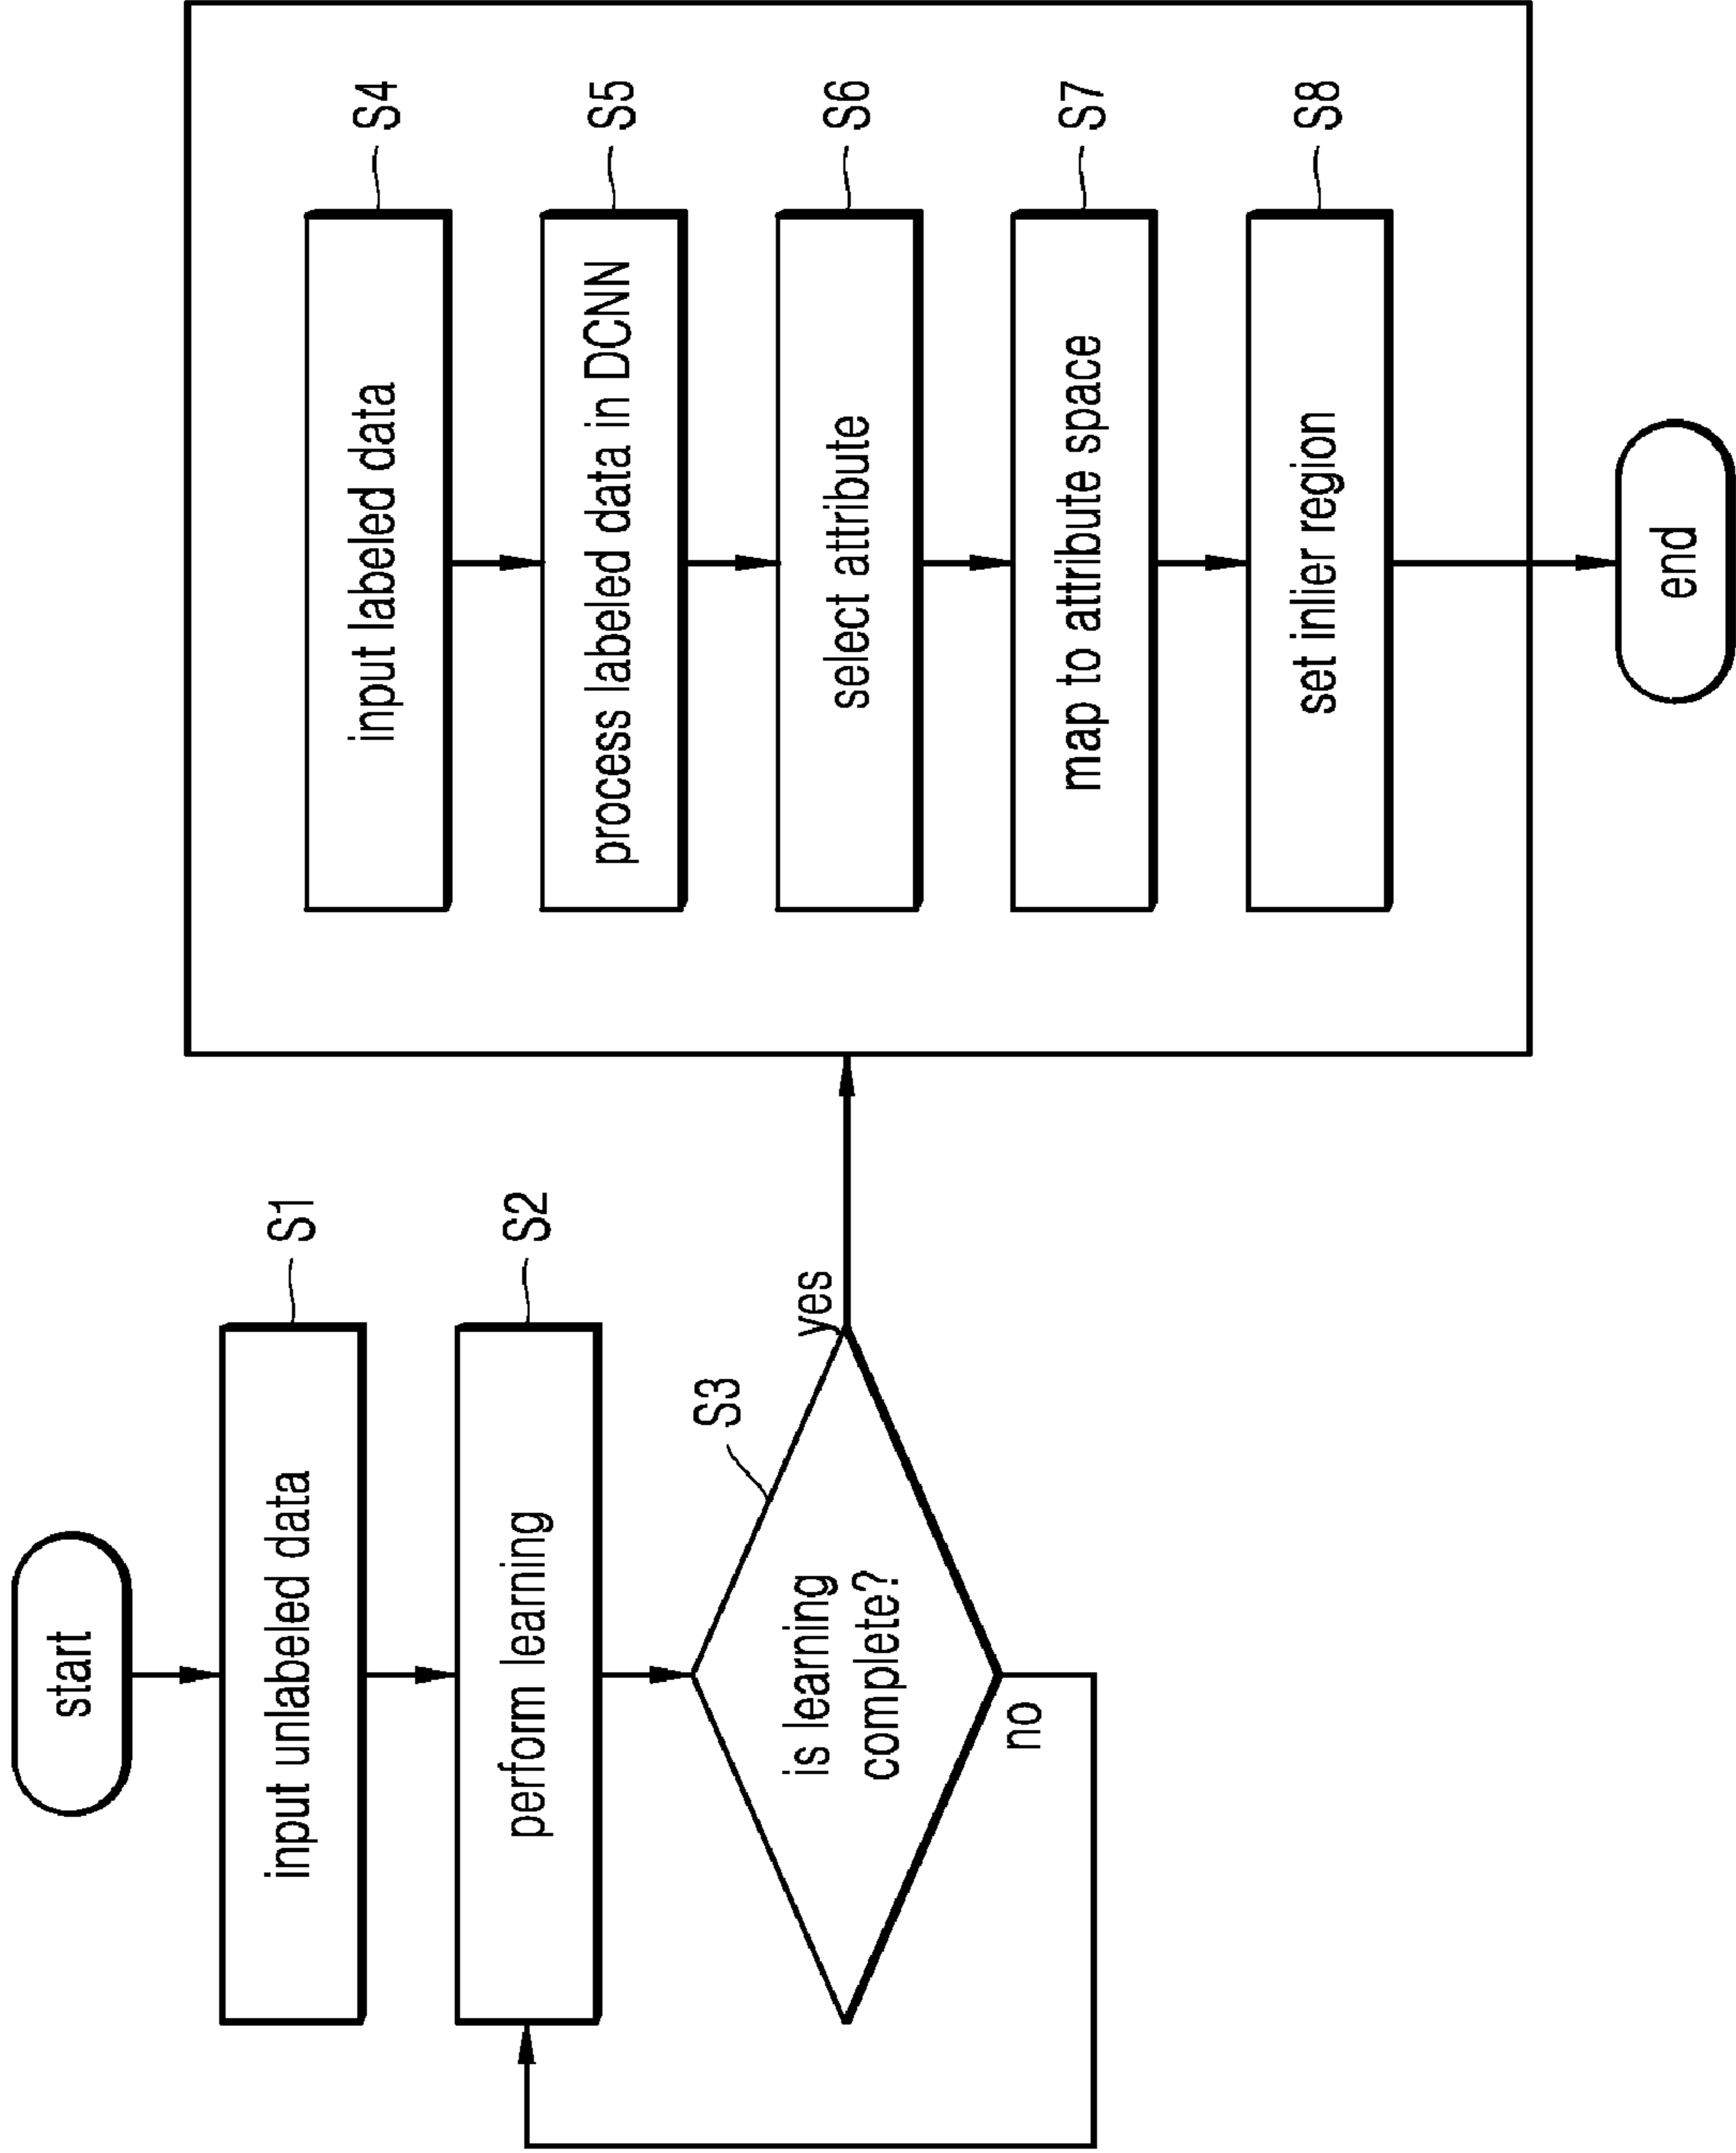 start
input unlabeled data
S1
perform learning
S2
is learning
complete?
S3
yes
no
input labeled data
S4
process labeled data in DCNN
S5
select attribute
S6
map to attribute space
S7
set inlier region
S8
end